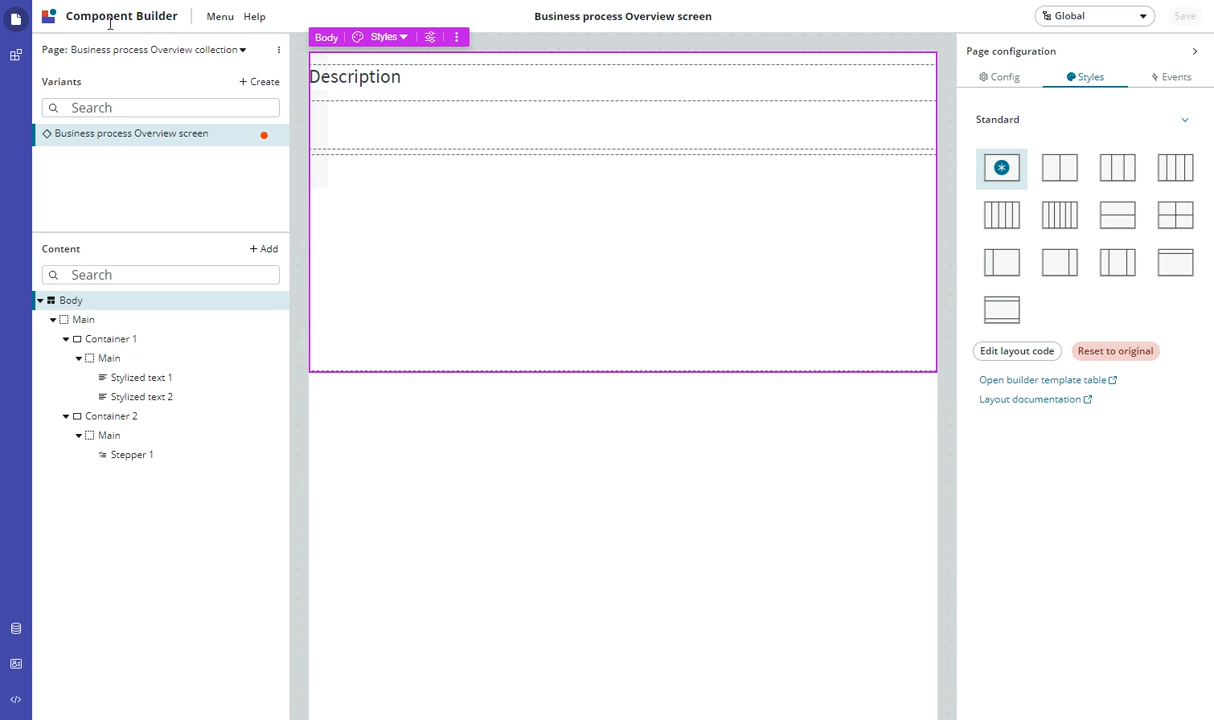 Component Builder
Menu
Help
Business process Overview screen
Global
Save
Page: Business process Overview collection
Variants
+ Create
Search
Business process Overview screen
Content
+ Add
Search
Body
Main
Container 1
Main
Stylized text 1
Stylized text 2
Container 2
Main
Stepper 1
Body
Styles
Description
Page configuration
Config
Styles
Events
Standard
Edit layout code
Reset to original
Open builder template table
Layout documentation